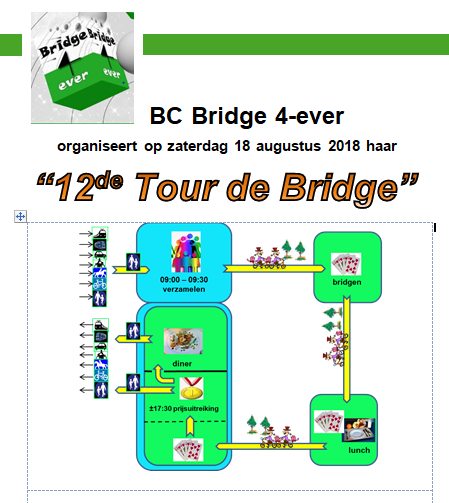 Bridge Bridge
ever ever
BC Bridge 4-ever
organiseert op zaterdag 18 augustus 2018 haar
“12de Tour de Bridge”
09:00 – 09:30
verzamelen
bridgen
diner
±17:30 prijsuitreiking
lunch